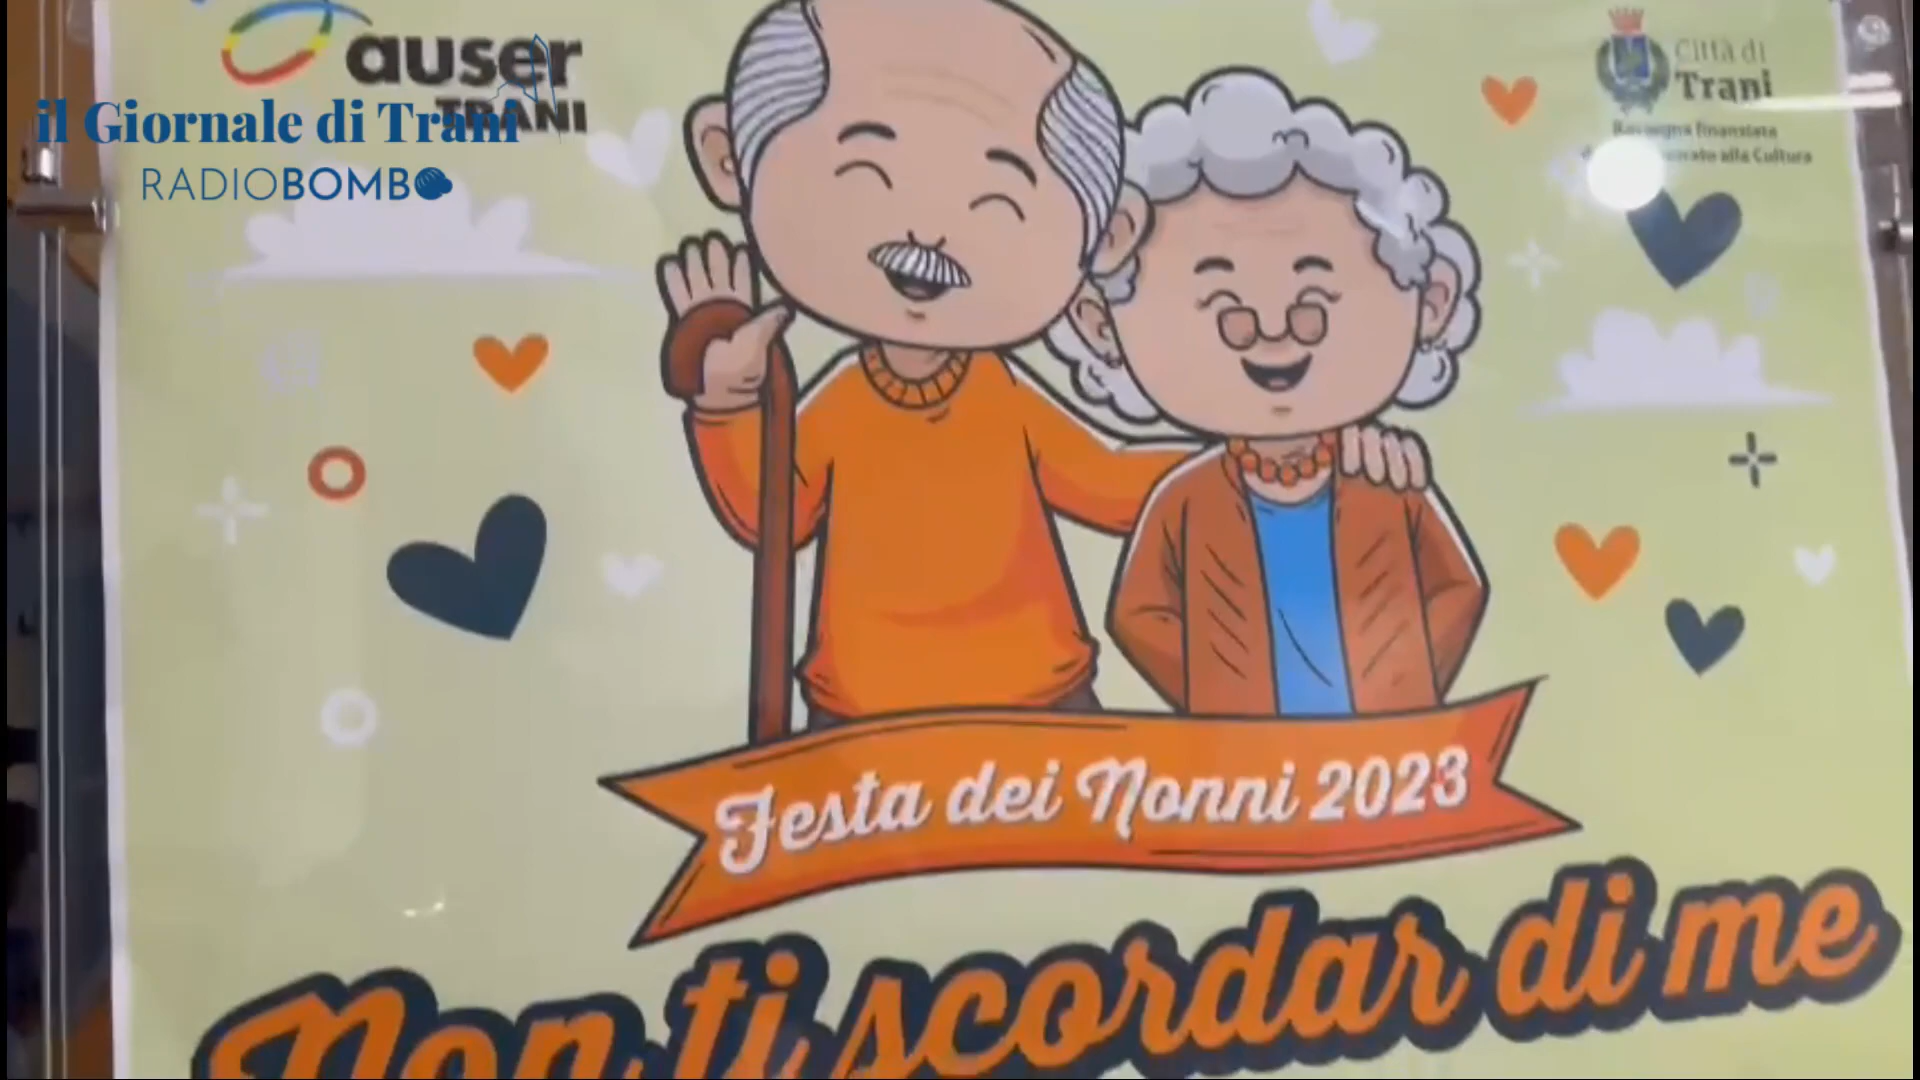 auser
TRANI
il Giornale di Trani
RADIOBOMBO
Città di
Trani
Rassegna finanziata
alla Cultura
Festa dei Nonni 2023
Non ti scordar di me